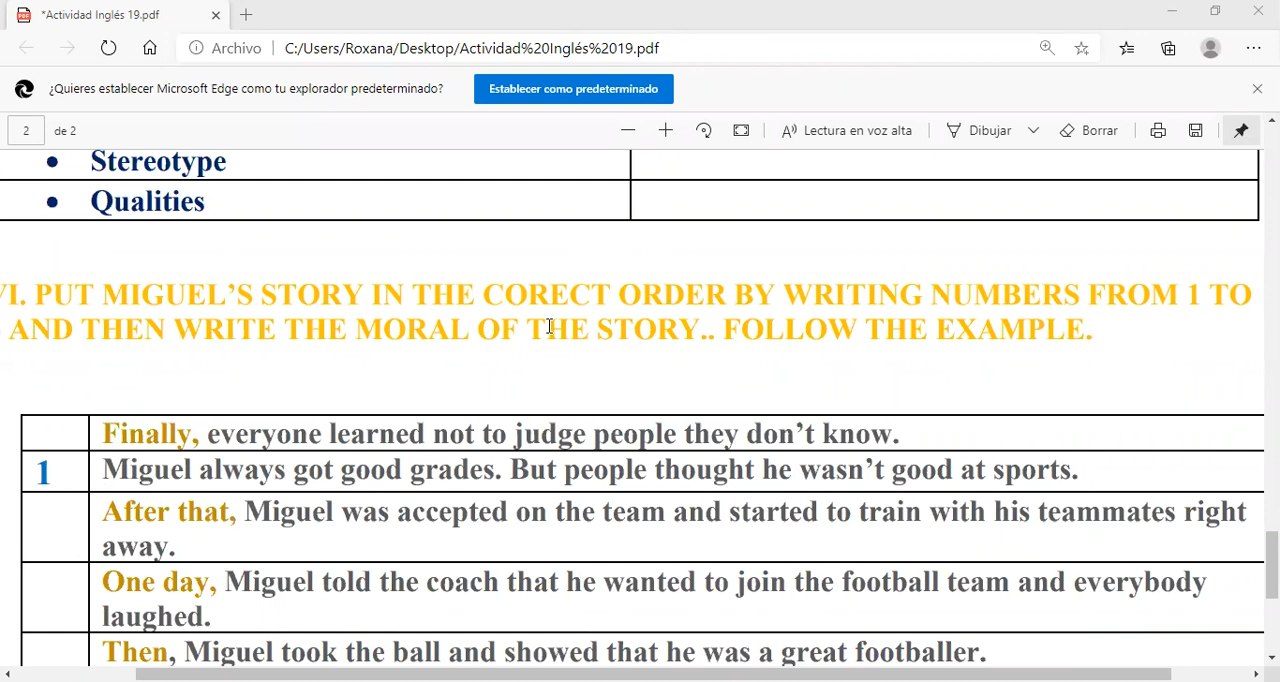 *Actividad Inglés 19.pdf
Archivo C:/Users/Roxana/Desktop/Actividad%20Inglés%2019.pdf
¿Quieres establecer Microsoft Edge como tu explorador predeterminado? Establecer como predeterminado
2 de 2 Lectura en voz alta Dibujar Borrar
• Stereotype
• Qualities
VI. PUT MIGUEL'S STORY IN THE CORECT ORDER BY WRITING NUMBERS FROM 1 TO
AND THEN WRITE THE MORAL OF THE STORY.. FOLLOW THE EXAMPLE.
Finally, everyone learned not to judge people they don't know.
1 Miguel always got good grades. But people thought he wasn't good at sports.
After that, Miguel was accepted on the team and started to train with his teammates right
away.
One day, Miguel told the coach that he wanted to join the football team and everybody
laughed.
Then, Miguel took the ball and showed that he was a great footballer.